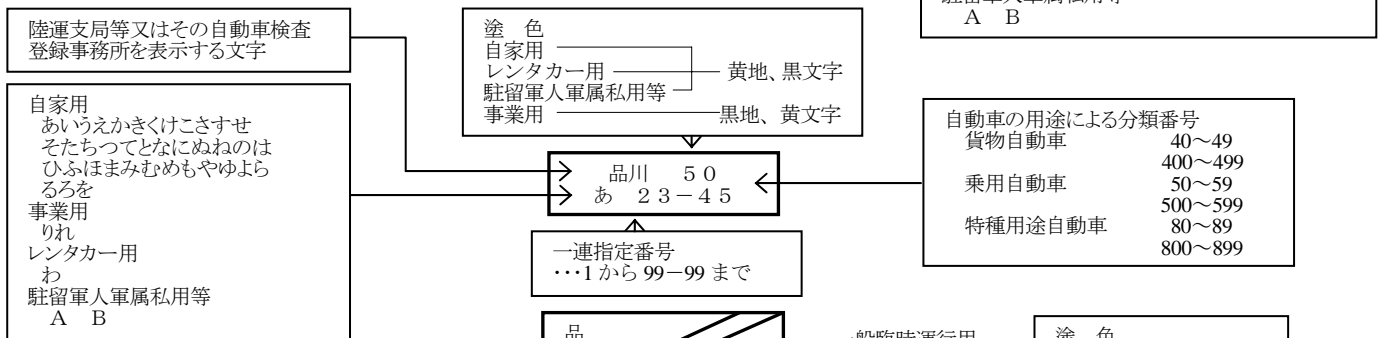 A B
陸運支局等又はその自動車検査
登録事務所を表示する文字
塗 色
自家用
レンタカー用
駐留軍人軍属私用等
事業用
黄地、黒文字
黒地、黄文字
自家用
あいうえかきくけこさすせ
そたちつてとなにぬねのは
ひふほまみむめもやゆよら
るろを
事業用
りれ
レンタカー用
わ
駐留軍人軍属私用等
A B
品川 50
あ 23-45
自動車の用途による分類番号
貨物自動車 40~49
400~499
乗用自動車 50~59
500~599
特種用途自動車 80~89
800~899
一連指定番号
・・・1 から 99-99 まで
品
塗 色